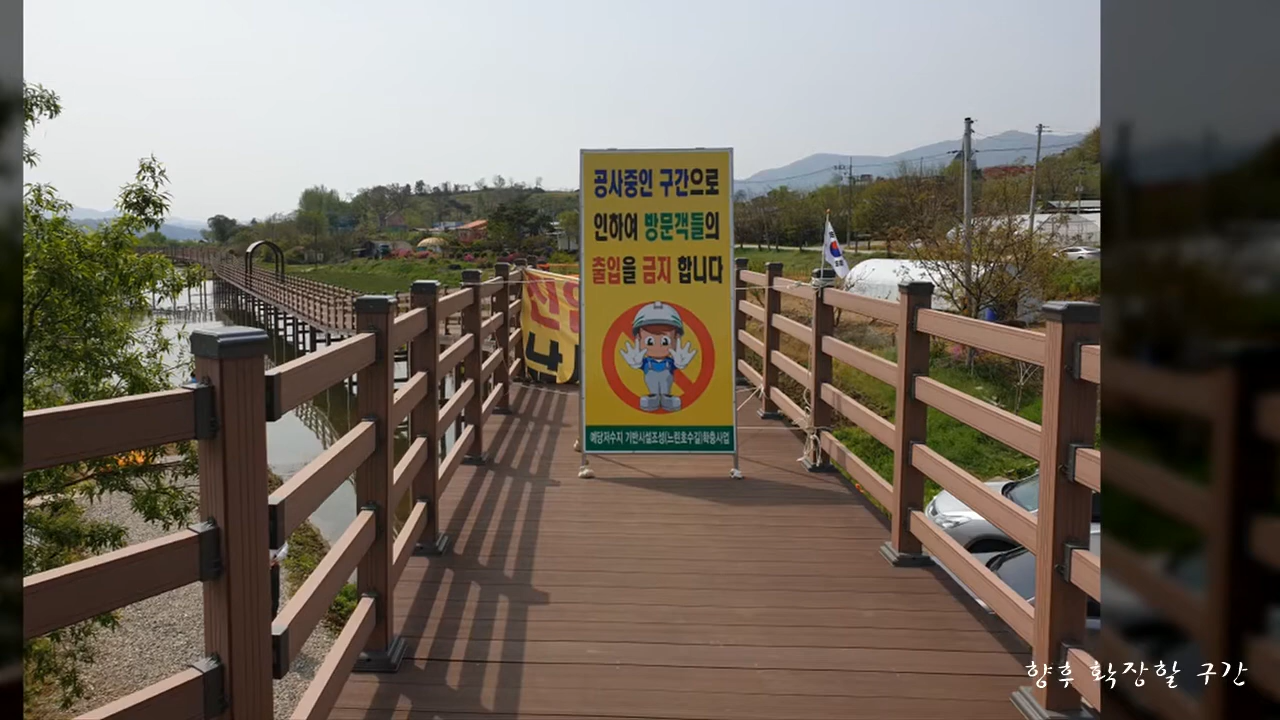 공사중인 구간으로
인하여 방문객들의
출입을 금지 합니다
예당저수지 기반시설조성(느린호수길)확충사업
향후 확장할 구간